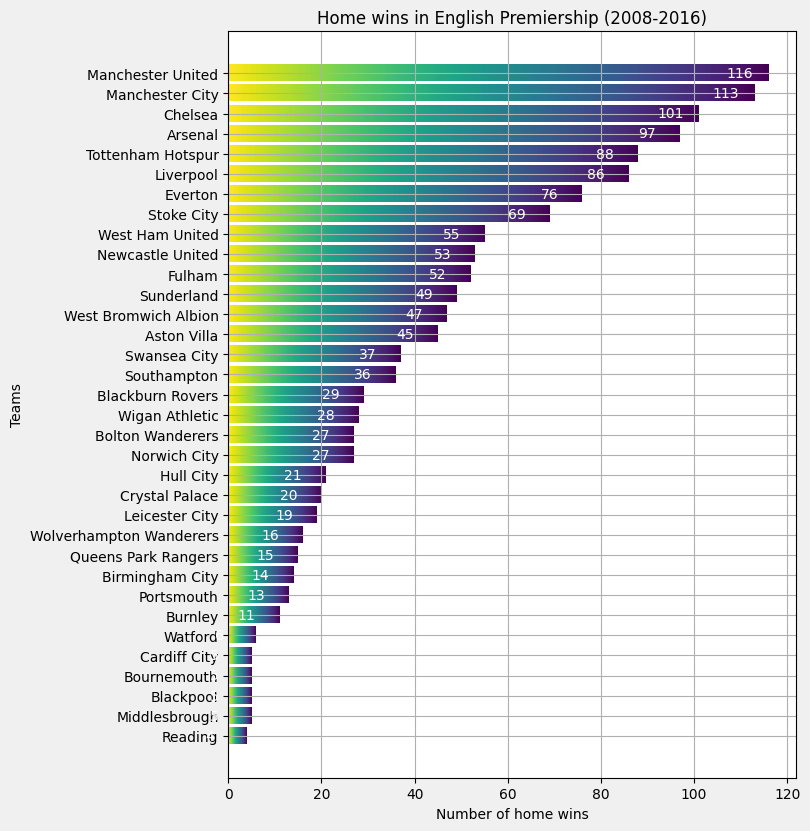 Home wins in English Premiership (2008-2016)
Teams
Manchester United 116
Manchester City 113
Chelsea 101
Arsenal 97
Tottenham Hotspur 88
Liverpool 86
Everton 76
Stoke City 69
West Ham United 55
Newcastle United 53
Fulham 52
Sunderland 49
West Bromwich Albion 47
Aston Villa 45
Swansea City 37
Southampton 36
Blackburn Rovers 29
Wigan Athletic 28
Bolton Wanderers 27
Norwich City 27
Hull City 21
Crystal Palace 20
Leicester City 19
Wolverhampton Wanderers 16
Queens Park Rangers 15
Birmingham City 14
Portsmouth 13
Burnley 11
Watford
Cardiff City
Bournemouth
Blackpool
Middlesbrough
Reading
0 20 40 60 80 100 120
Number of home wins